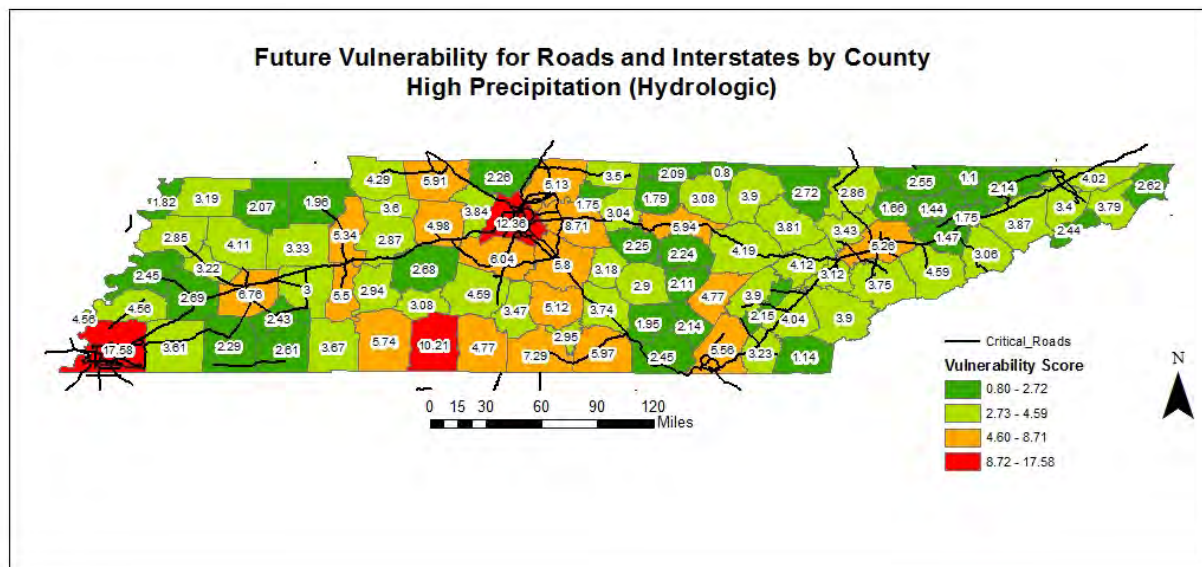 Future Vulnerability for Roads and Interstates by County
High Precipitation (Hydrologic)
4.29 5.91 2.26 5.13 3.5 2.09 0.8 2.72 2.86 2.55 1.1 2.14 4.02 2.62
1.82 3.19 2.07 1.96 3.6 3.84 1.75 1.79 3.08 3.9 1.66 1.44 3.4 3.79
2.85 4.11 3.33 5.34 2.87 4.98 12.36 8.71 3.04 5.94 3.81 3.43 5.26 1.75 1.47 3.87 2.44
2.45 3.22 2.68 6.04 5.8 2.25 2.24 4.19 4.12 3.12 3.75 4.59 3.06
2.69 6.76 3 5.5 2.94 3.08 4.59 3.47 3.18 2.9 2.11 4.77 3.9
4.56 4.56 2.43 5.12 3.74 1.95 2.14 2.15 4.04 3.9
17.58 3.61 2.29 2.61 3.67 5.74 10.21 4.77 7.29 2.95 5.97 2.45 5.56 3.23 1.14
Critical_Roads
Vulnerability Score
0.80 - 2.72
2.73 - 4.59
4.60 - 8.71
8.72 - 17.58
N
0 15 30 60 90 120
Miles